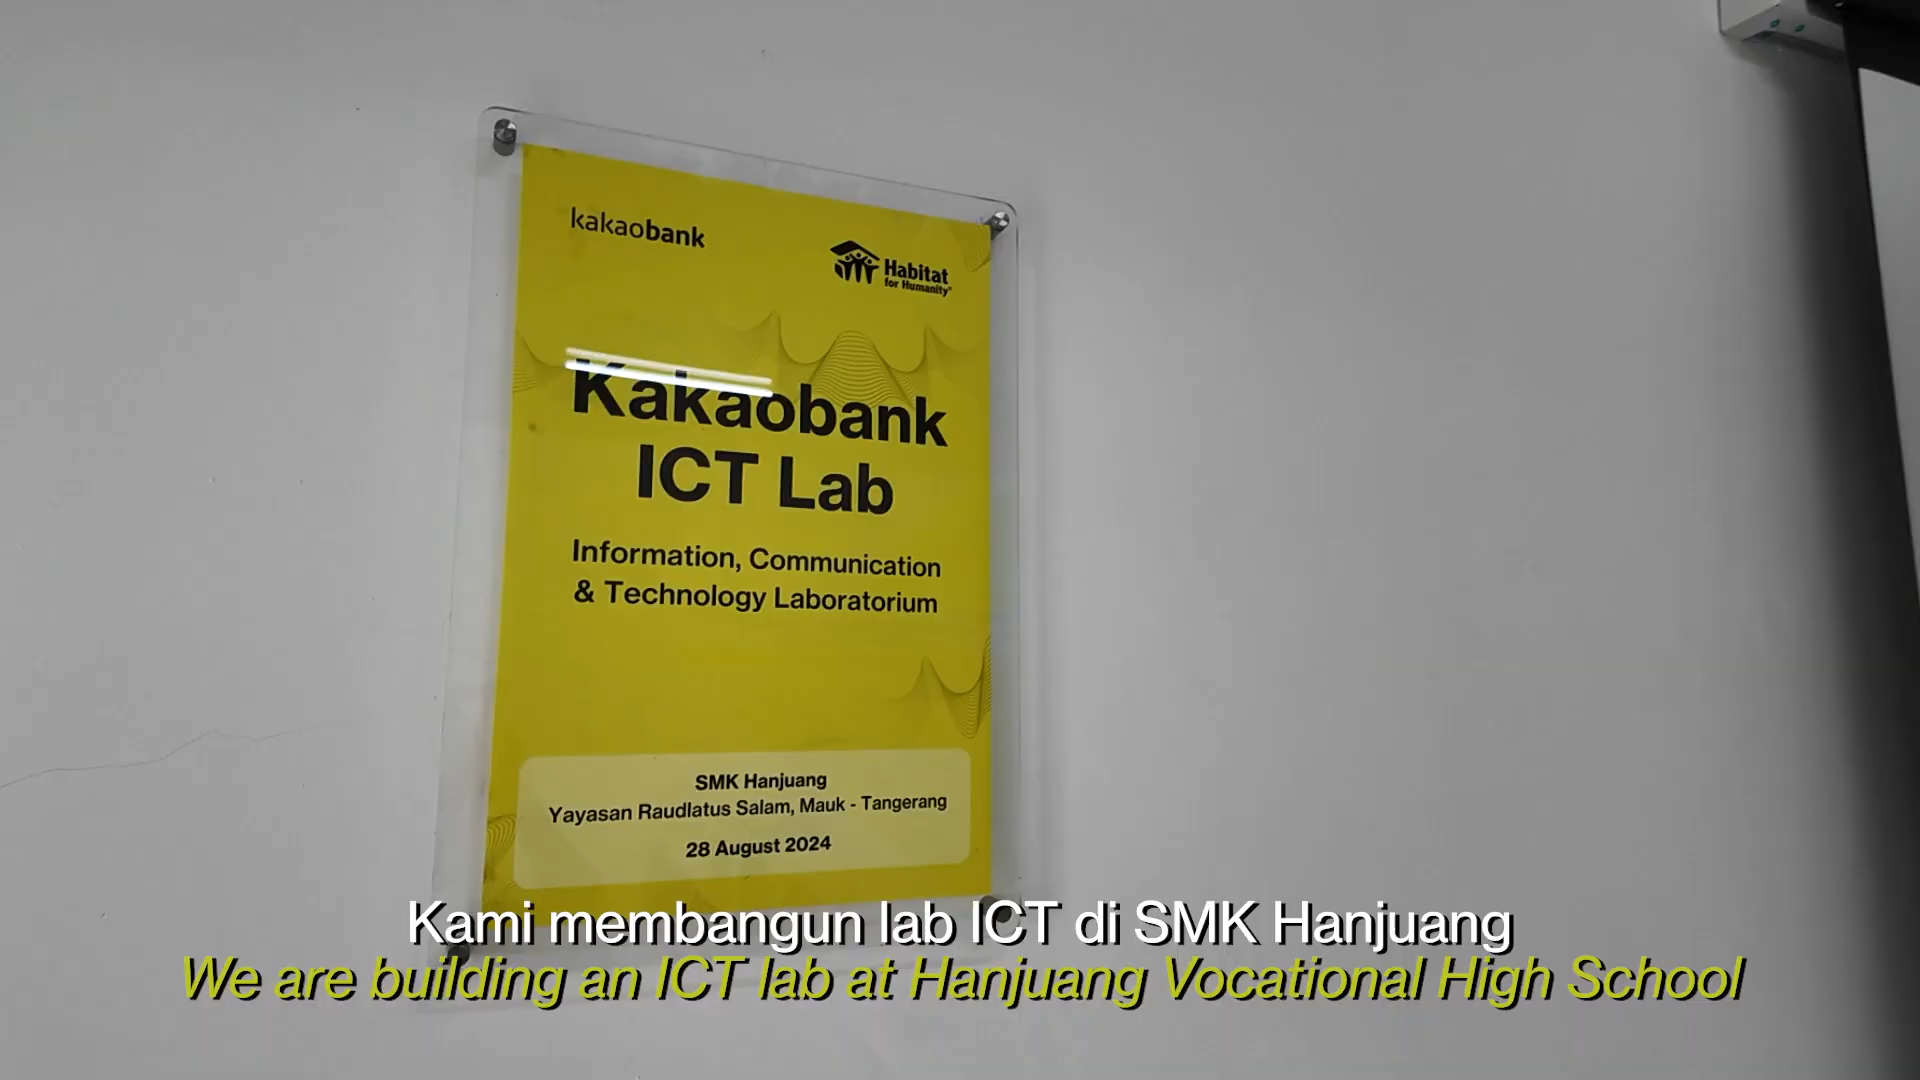 kakaobank
Habitat
for Humanity®
Kakaobank
ICT Lab
Information, Communication
& Technology Laboratorium
SMK Hanjuang
Yayasan Raudlatus Salam, Mauk - Tangerang
28 August 2024
Kami membangun lab ICT di SMK Hanjuang
We are building an ICT lab at Hanjuang Vocational High School